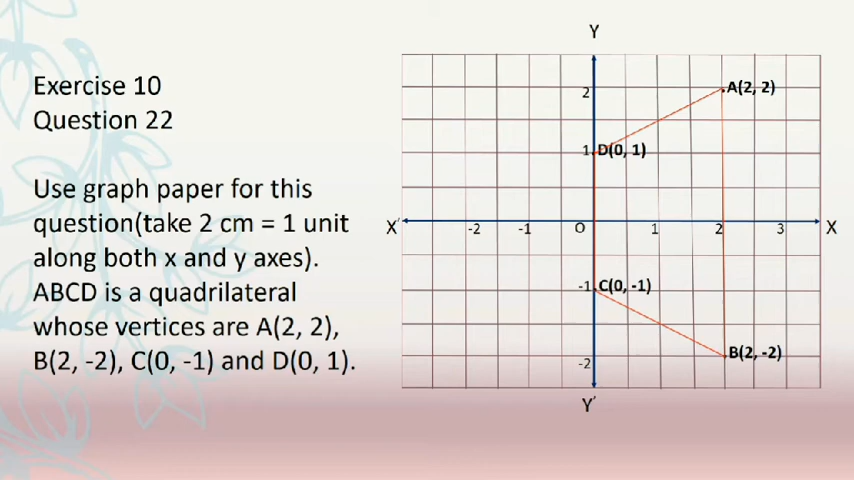 Exercise 10
Question 22
Use graph paper for this
question(take 2 cm = 1 unit
along both x and y axes).
ABCD is a quadrilateral
whose vertices are A(2, 2),
B(2, -2), C(0, -1) and D(0, 1).
Y
2
A(2, 2)
1
D(0, 1)
X′
-2
-1
O
1
2
3
X
-1
C(0, -1)
B(2, -2)
-2
Y′